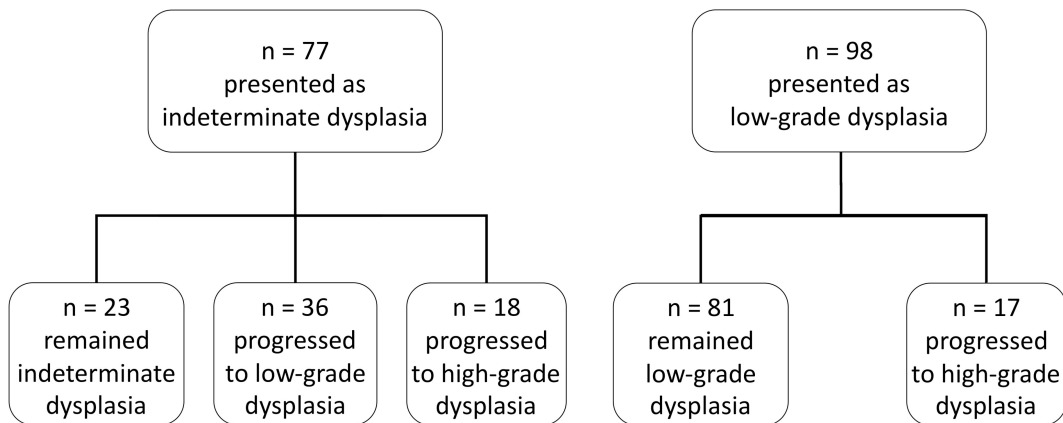 n = 77
presented as
indeterminate dysplasia
n = 98
presented as
low-grade dysplasia
n = 23
remained
indeterminate
dysplasia
n = 36
progressed
to low-grade
dysplasia
n = 18
progressed
to high-grade
dysplasia
n = 81
remained
low-grade
dysplasia
n = 17
progressed
to high-grade
dysplasia